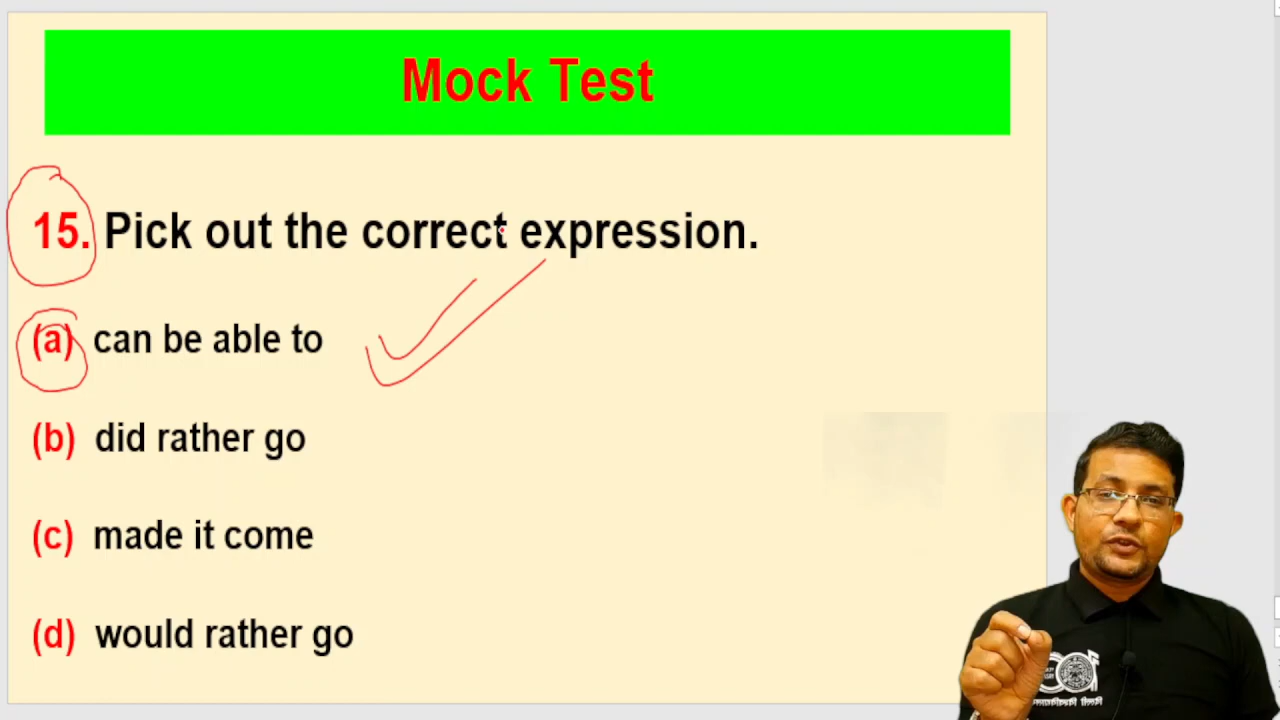 Mock Test
15. Pick out the correct expression.
(a) can be able to
(b) did rather go
(c) made it come
(d) would rather go